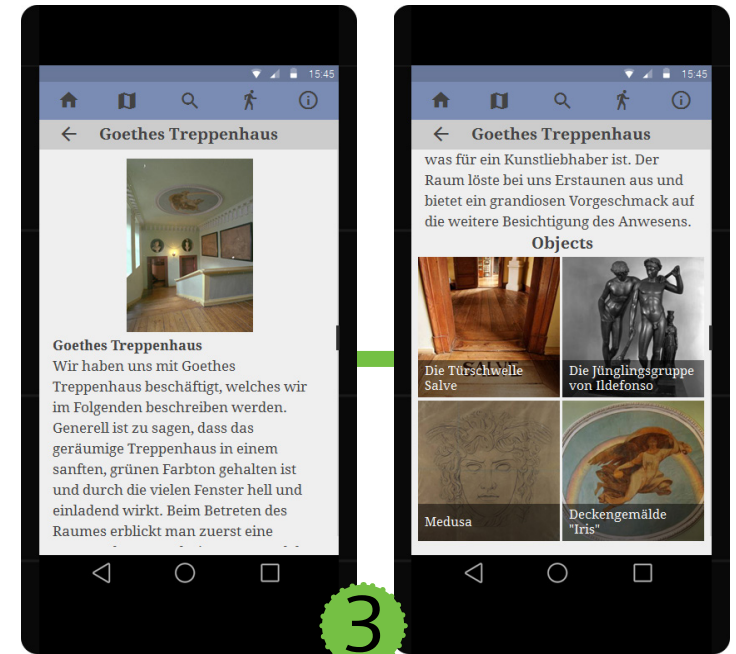 15:45
Goethes Treppenhaus
Goethes Treppenhaus
Wir haben uns mit Goethes
Treppenhaus beschäftigt, welches wir
im Folgenden beschreiben werden.
Generell ist zu sagen, dass das
geräumige Treppenhaus in einem
sanften, grünen Farbton gehalten ist
und durch die vielen Fenster hell und
einladend wirkt. Beim Betreten des
Raumes erblickt man zuerst eine
15:45
Goethes Treppenhaus
was für ein Kunstliebhaber ist. Der
Raum löste bei uns Erstaunen aus und
bietet ein grandiosen Vorgeschmack auf
die weitere Besichtigung des Anwesens.
Objects
SALVE
Die Türschwelle
Salve
Die Jünglingsgruppe
von Ildefonso
Medusa
Deckengemälde
"Iris"
3